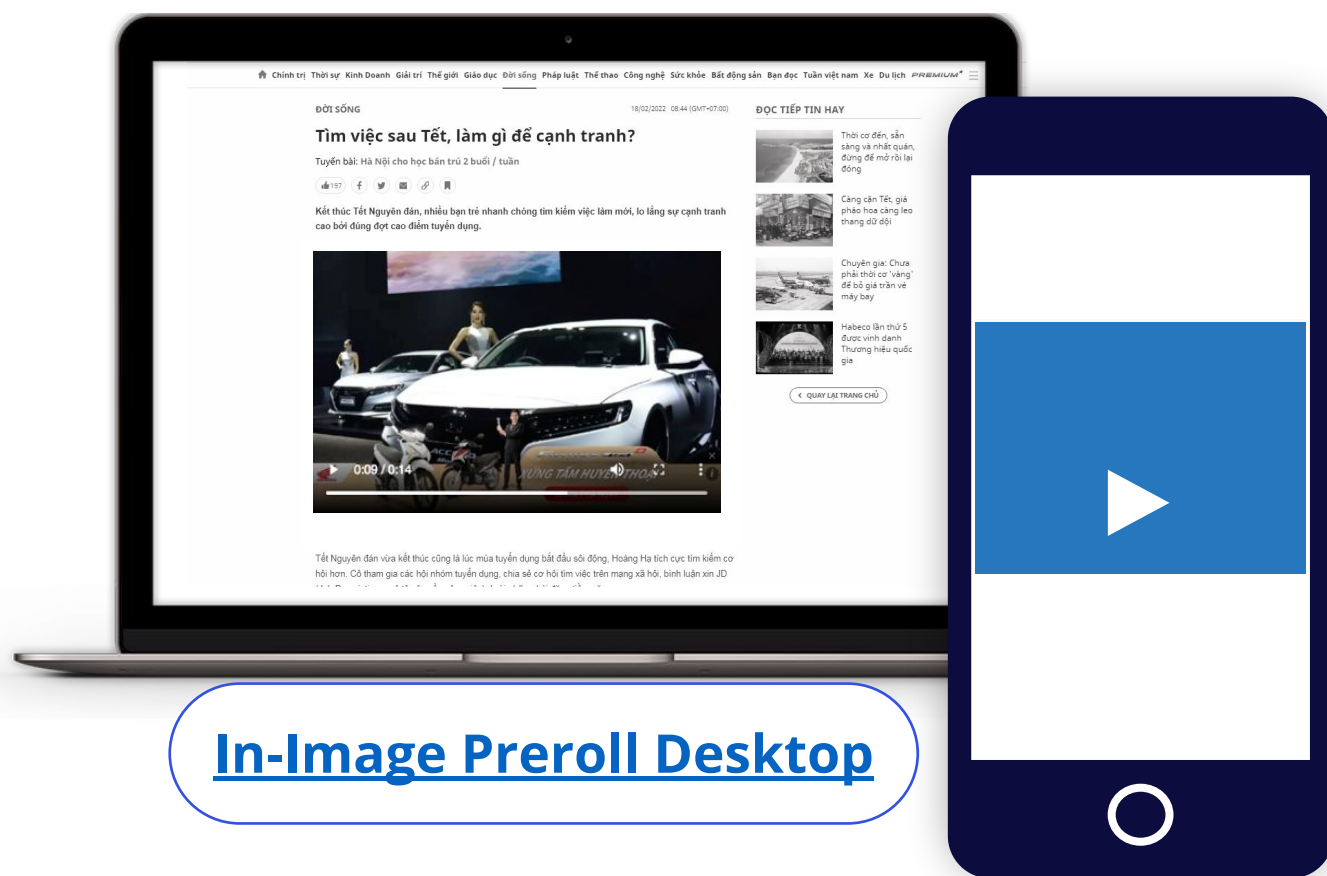 Chính trị Thời sự Kinh Doanh Giải trí Thế giới Giáo dục Đời sống Pháp luật Thể thao Công nghệ Sức khỏe Bất động sản Bạn đọc Tuần việt nam Xe Du lịch PREMIUM
ĐỜI SỐNG
18/02/2022 08:44 (GMT+07:00)
Tìm việc sau Tết, làm gì để cạnh tranh?
Tuyến bài: Hà Nội cho học bán trú 2 buổi / tuần
197
Kết thúc Tết Nguyên đán, nhiều bạn trẻ nhanh chóng tìm kiếm việc làm mới, lo lắng sự cạnh tranh
cao bởi đúng đợt cao điểm tuyển dụng.
0:09 / 0:14
XỨNG TẦM HUYỀN THOẠI
Tết Nguyên đán vừa kết thúc cũng là lúc mùa tuyển dụng bắt đầu sôi động, Hoàng Hạ tích cực tìm kiếm cơ
hội hơn. Cô tham gia các hội nhóm tuyển dụng, chia sẻ cơ hội tìm việc trên mạng xã hội, bình luận xin JD
ĐỌC TIẾP TIN HAY
Thời cơ đến, sẵn
sàng và nhất quán,
đừng để mở rồi lại
đóng
Càng cận Tết, giá
pháo hoa càng leo
thang dữ dội
Chuyên gia: Chưa
phải thời cơ 'vàng'
để bỏ giá trần vé
máy bay
Habeco lần thứ 5
được vinh danh
Thương hiệu quốc
gia
QUAY LẠI TRANG CHỦ
In-Image Preroll Desktop